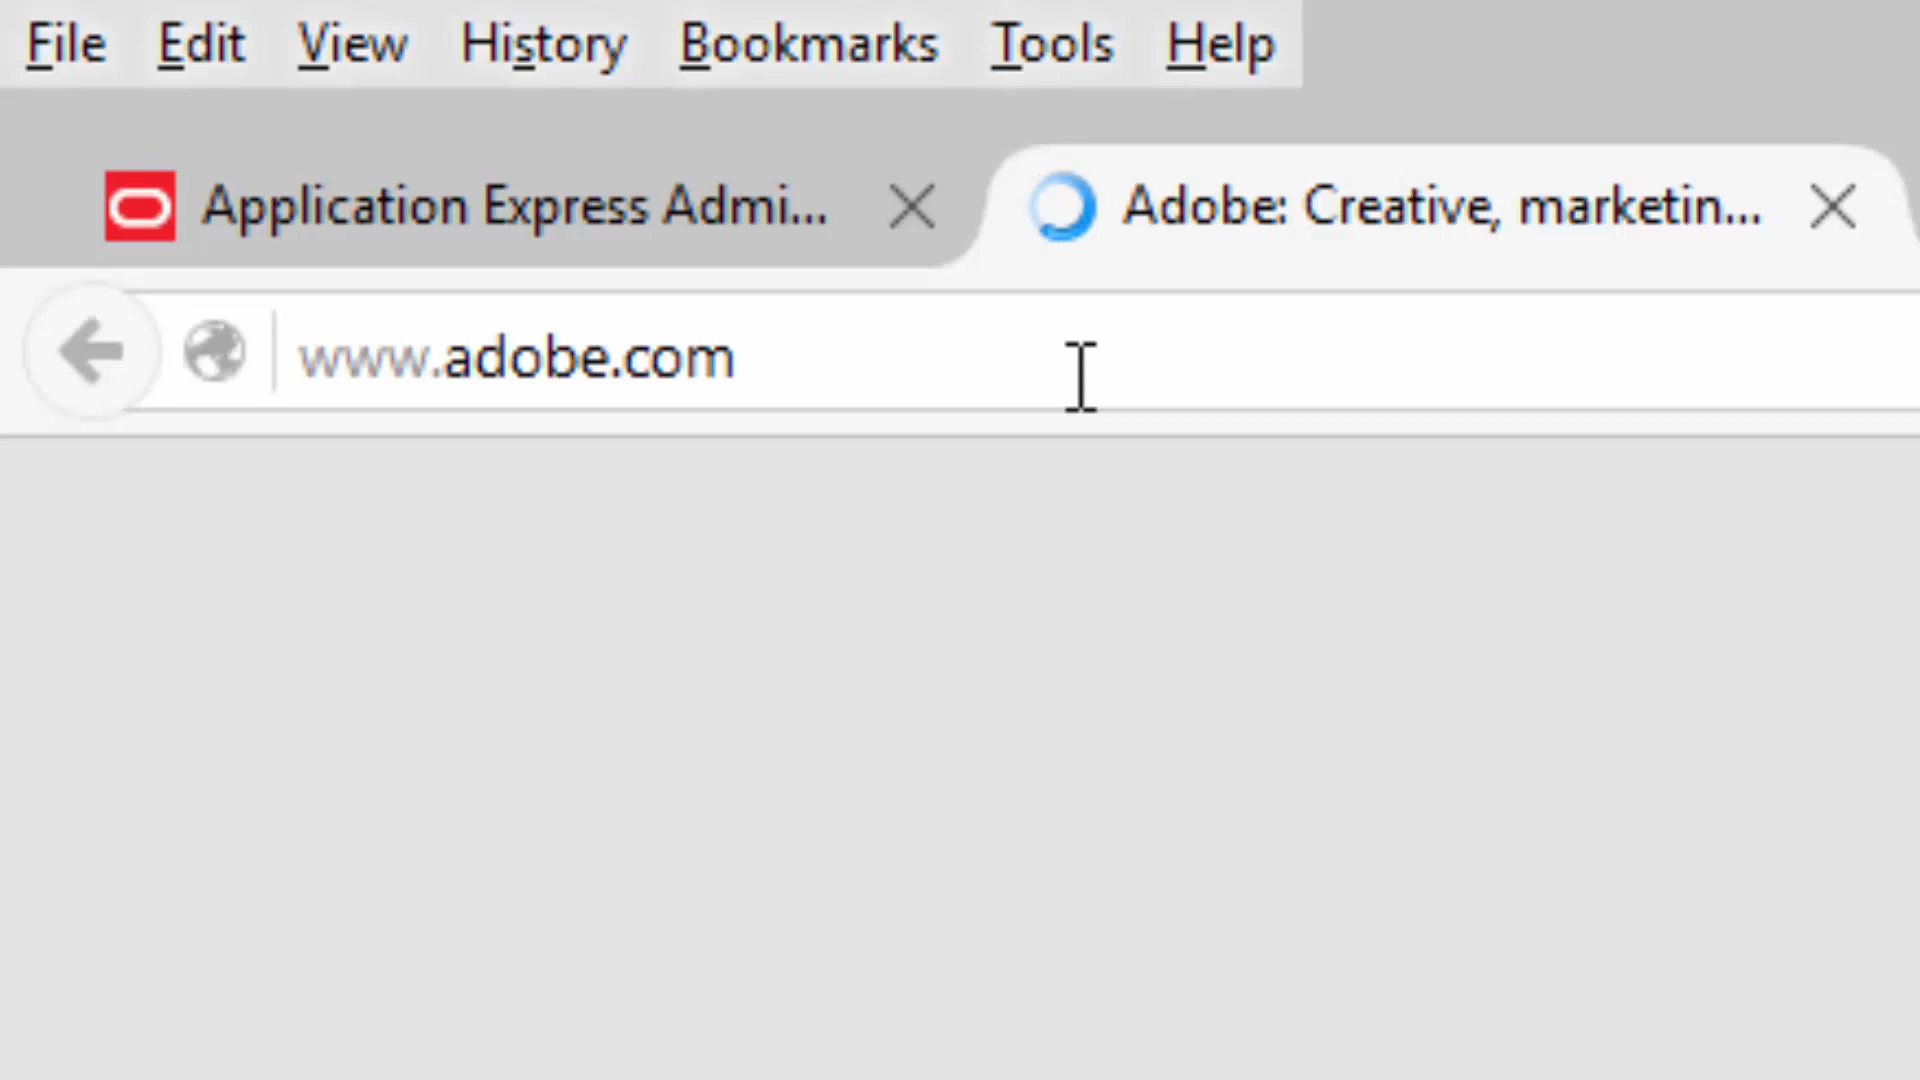 File Edit View History Bookmarks Tools Help
Application Express Admi... Adobe: Creative, marketin...
www.adobe.com